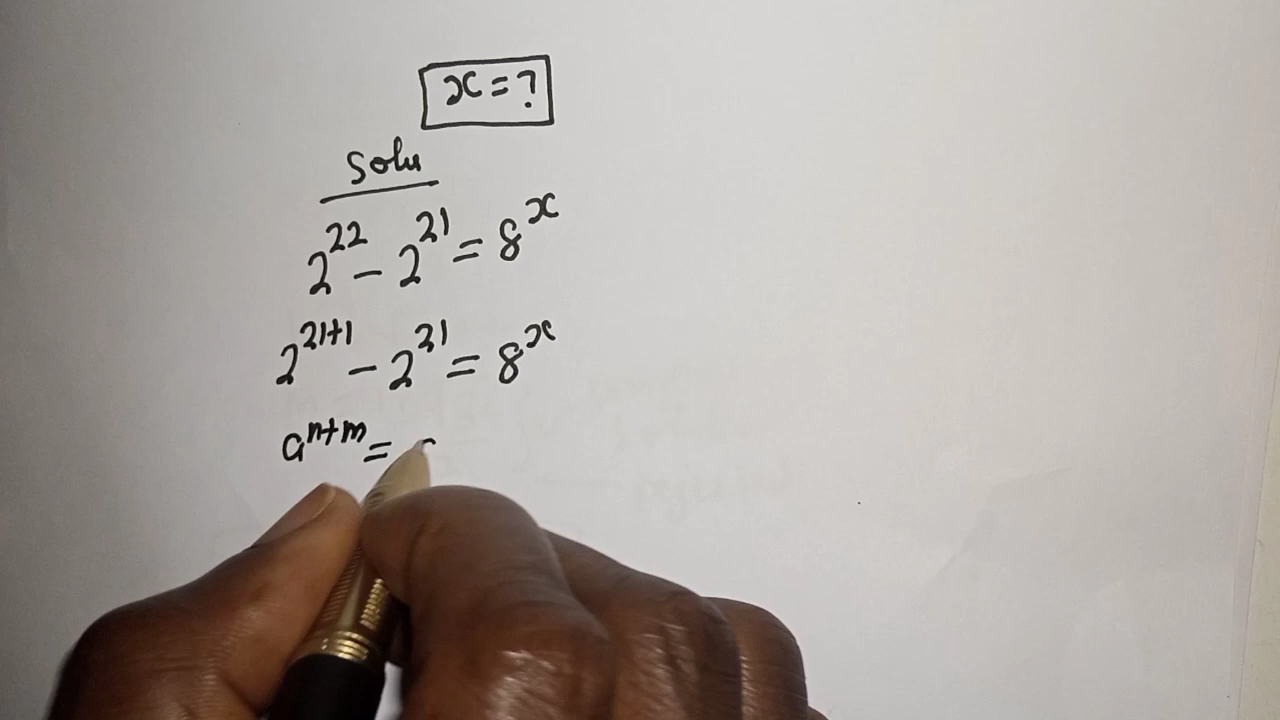 x = ?
Solu
2^22 - 2^21 = 8^x
2^21+1 - 2^21 = 8^x
a^n+m =